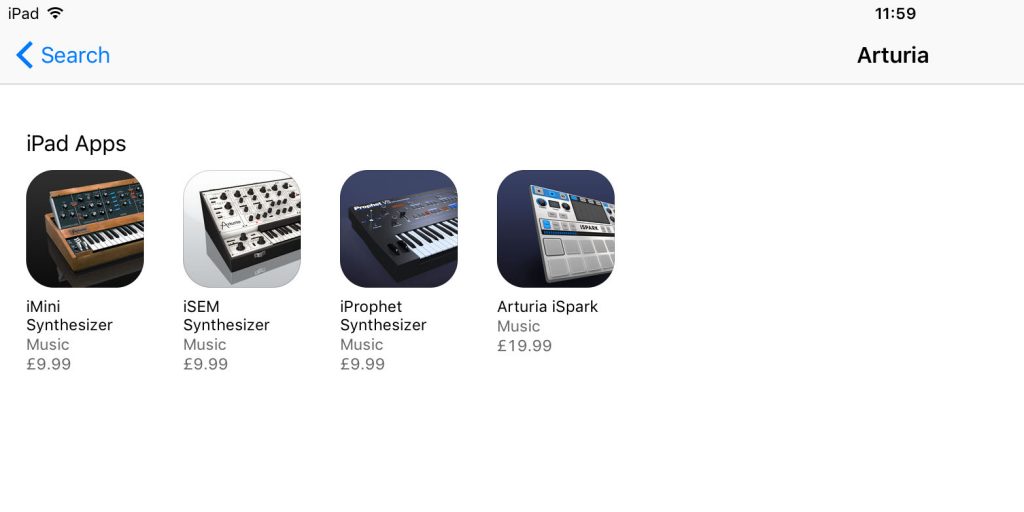 iPad 11:59
Search Arturia
iPad Apps
Prophet VS
Arturia
iSPARK
iMini
Synthesizer
Music
£9.99
iSEM
Synthesizer
Music
£9.99
iProphet
Synthesizer
Music
£9.99
Arturia iSpark
Music
£19.99